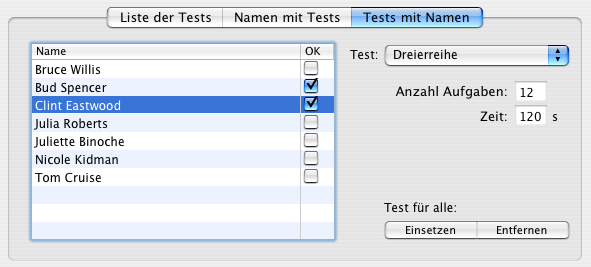 Liste der Tests Namen mit Tests Tests mit Namen
Name OK
Bruce Willis
Bud Spencer
Clint Eastwood
Julia Roberts
Juliette Binoche
Nicole Kidman
Tom Cruise
Test: Dreierreihe
Anzahl Aufgaben: 12
Zeit: 120 s
Test für alle:
Einsetzen Entfernen